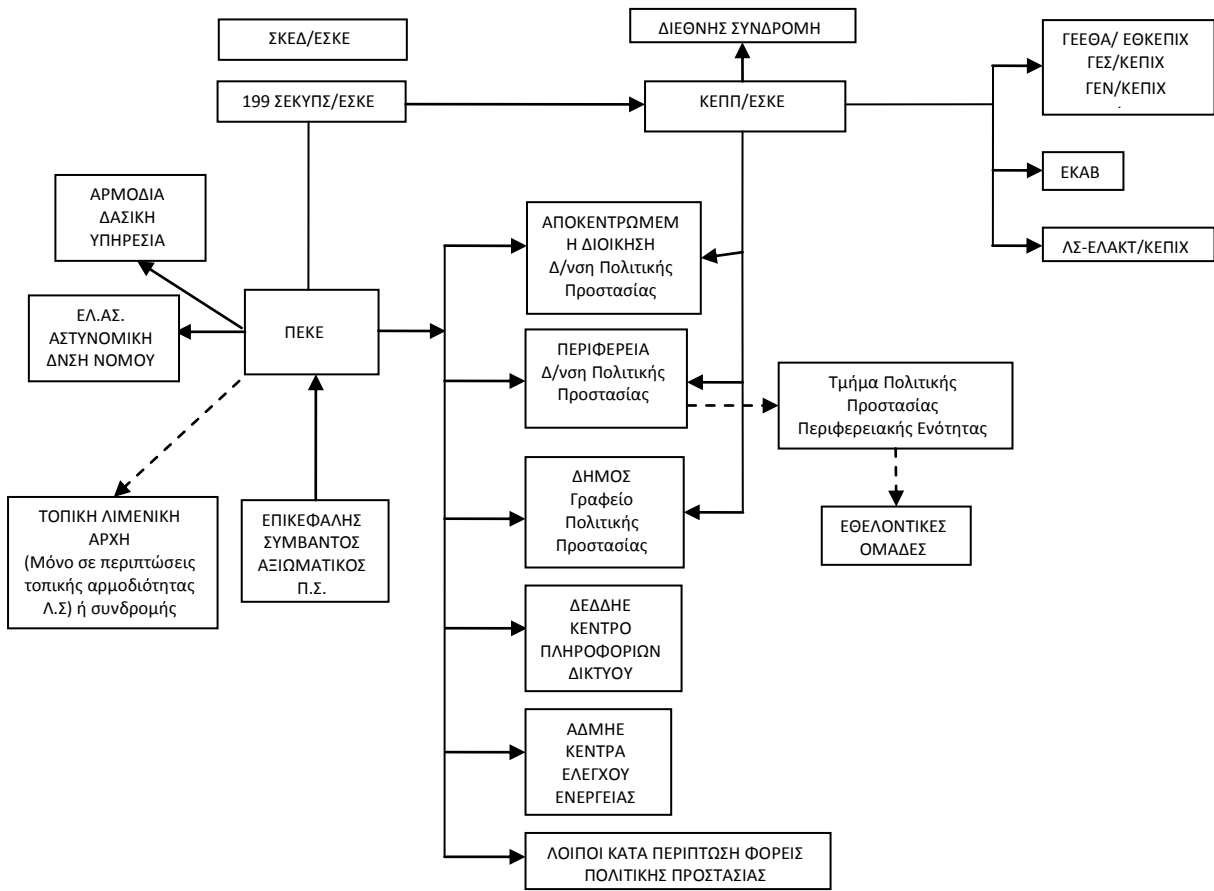 ΔΙΕΘΝΗΣ ΣΥΝΔΡΟΜΗ
ΣΚΕΔ/ΕΣΚΕ
ΓΕΕΘΑ/ ΕΘΚΕΠΙΧ
ΓΕΣ/ΚΕΠΙΧ
ΓΕΝ/ΚΕΠΙΧ
199 ΣΕΚΥΠΣ/ΕΣΚΕ
ΚΕΠΠ/ΕΣΚΕ
ΕΚΑΒ
ΛΣ-ΕΛΑΚΤ/ΚΕΠΙΧ
ΑΡΜΟΔΙΑ
ΔΑΣΙΚΗ
ΥΠΗΡΕΣΙΑ
ΑΠΟΚΕΝΤΡΩΜΕΜ
Η ΔΙΟΙΚΗΣΗ
Δ/νση Πολιτικής
Προστασίας
ΕΛ.ΑΣ.
ΑΣΤΥΝΟΜΙΚΗ
ΔΝΣΗ ΝΟΜΟΥ
ΠΕΚΕ
ΠΕΡΙΦΕΡΕΙΑ
Δ/νση Πολιτικής
Προστασίας
Τμήμα Πολιτικής
Προστασίας
Περιφερειακής Ενότητας
ΤΟΠΙΚΗ ΛΙΜΕΝΙΚΗ
ΑΡΧΗ
(Μόνο σε περιπτώσεις
τοπικής αρμοδιότητας
Λ.Σ) ή συνδρομής
ΕΠΙΚΕΦΑΛΗΣ
ΣΥΜΒΑΝΤΟΣ
ΑΞΙΩΜΑΤΙΚΟΣ
Π.Σ.
ΔΗΜΟΣ
Γραφείο
Πολιτικής
Προστασίας
ΕΘΕΛΟΝΤΙΚΕΣ
ΟΜΑΔΕΣ
ΔΕΔΔΗΕ
ΚΕΝΤΡΟ
ΠΛΗΡΟΦΟΡΙΩΝ
ΔΙΚΤΥΟΥ
ΑΔΜΗΕ
ΚΕΝΤΡΑ
ΕΛΕΓΧΟΥ
ΕΝΕΡΓΕΙΑΣ
ΛΟΙΠΟΙ ΚΑΤΑ ΠΕΡΙΠΤΩΣΗ ΦΟΡΕΙΣ
ΠΟΛΙΤΙΚΗΣ ΠΡΟΣΤΑΣΙΑΣ